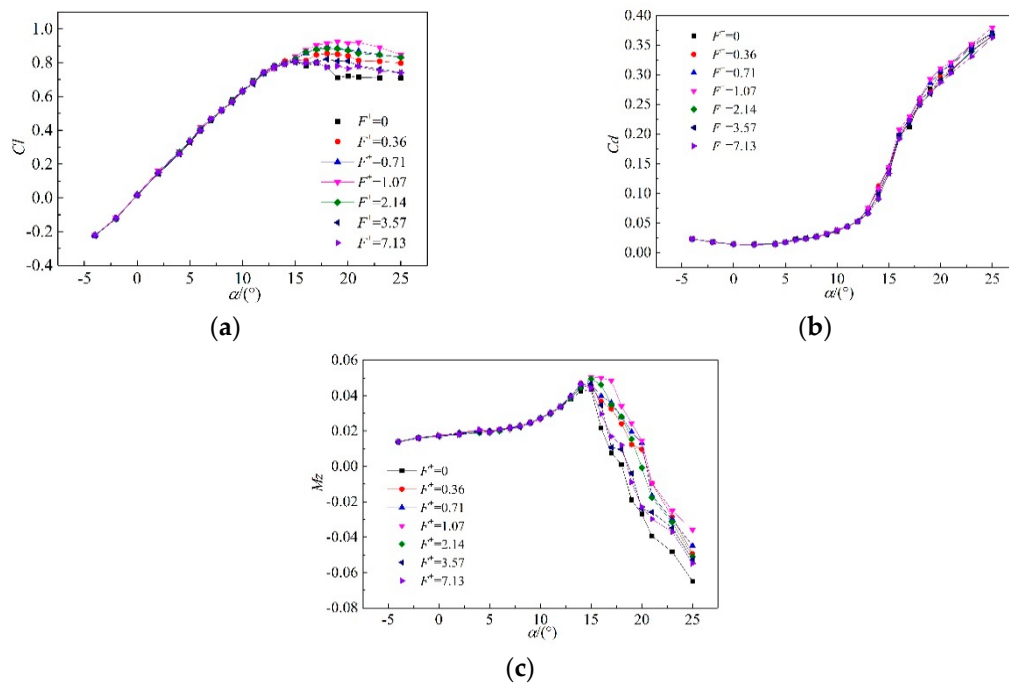 1.0
0.8
0.6
0.4
0.2
0.0
-0.2
-0.4
Cl
F⁺=0
F⁺=0.36
F⁺=0.71
F⁺=1.07
F⁺=2.14
F⁺=3.57
F⁺=7.13
-5 0 5 10 15 20 25
α/(°)
(a)
0.40
0.35
0.30
0.25
0.20
0.15
0.10
0.05
0.00
Cd
F⁻=0
F⁻=0.36
F⁻=0.71
F⁻=1.07
F⁻=2.14
F⁻=3.57
F⁻=7.13
-5 0 5 10 15 20 25
α/(°)
(b)
0.06
0.04
0.02
0.00
-0.02
-0.04
-0.06
-0.08
Mz
F⁺=0
F⁺=0.36
F⁺=0.71
F⁺=1.07
F⁺=2.14
F⁺=3.57
F⁺=7.13
-5 0 5 10 15 20 25
α/(°)
(c)